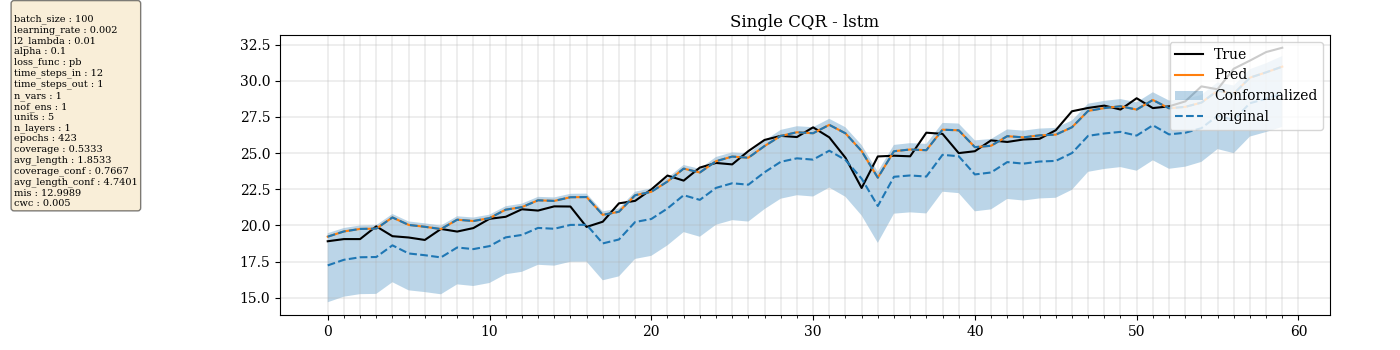 Single CQR - lstm
batch_size : 100
learning_rate : 0.002
l2_lambda : 0.01
alpha : 0.1
loss_func : pb
time_steps_in : 12
time_steps_out : 1
n_vars : 1
nof_ens : 1
units : 5
n_layers : 1
epochs : 423
coverage : 0.5333
avg_length : 1.8533
coverage_conf : 0.7667
avg_length_conf : 4.7401
mis : 12.9989
cwc : 0.005
32.5
30.0
27.5
25.0
22.5
20.0
17.5
15.0
True
Pred
Conformalized
original
0 10 20 30 40 50 60